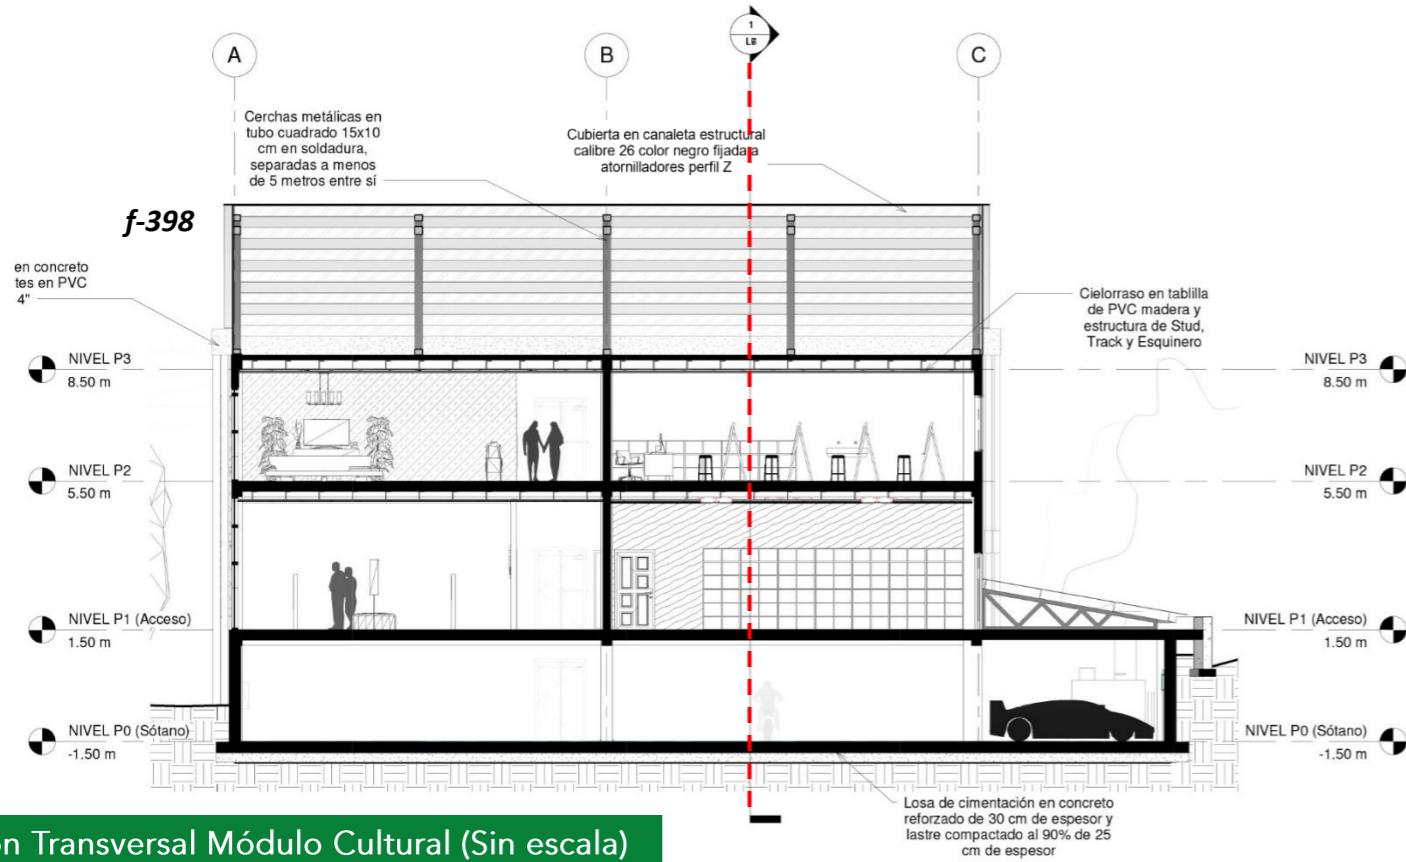 A
B
1
C
Cerchas metálicas en
tubo cuadrado 15x10
cm en soldadura,
separadas a menos
de 5 metros entre sí
Cubierta en canaleta estructural
calibre 26 color negro fijada a
atornilladores perfil Z
f-398
en concreto
tes en PVC
4"
Cielorraso en tablilla
de PVC madera y
estructura de Stud,
Track y Esquinero
NIVEL P3
8.50 m
NIVEL P3
8.50 m
NIVEL P2
5.50 m
NIVEL P2
5.50 m
NIVEL P1 (Acceso)
1.50 m
NIVEL P1 (Acceso)
1.50 m
NIVEL P0 (Sótano)
-1.50 m
NIVEL P0 (Sótano)
-1.50 m
Losa de cimentación en concreto
reforzado de 30 cm de espesor y
lastre compactado al 90% de 25
cm de espesor
ón Transversal Módulo Cultural (Sin escala)